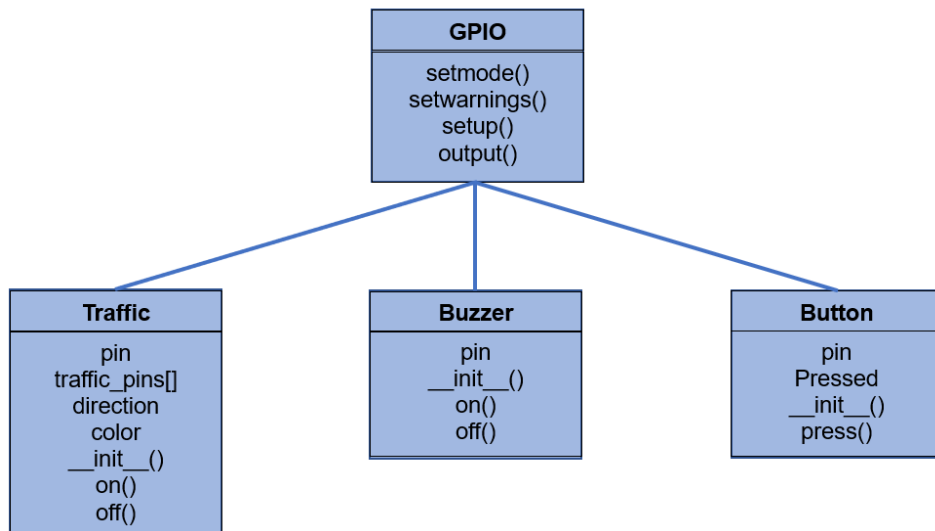 GPIO
setmode()
setwarnings()
setup()
output()
Traffic
pin
traffic_pins[]
direction
color
__init__()
on()
off()
Buzzer
pin
__init__()
on()
off()
Button
pin
Pressed
__init__()
press()